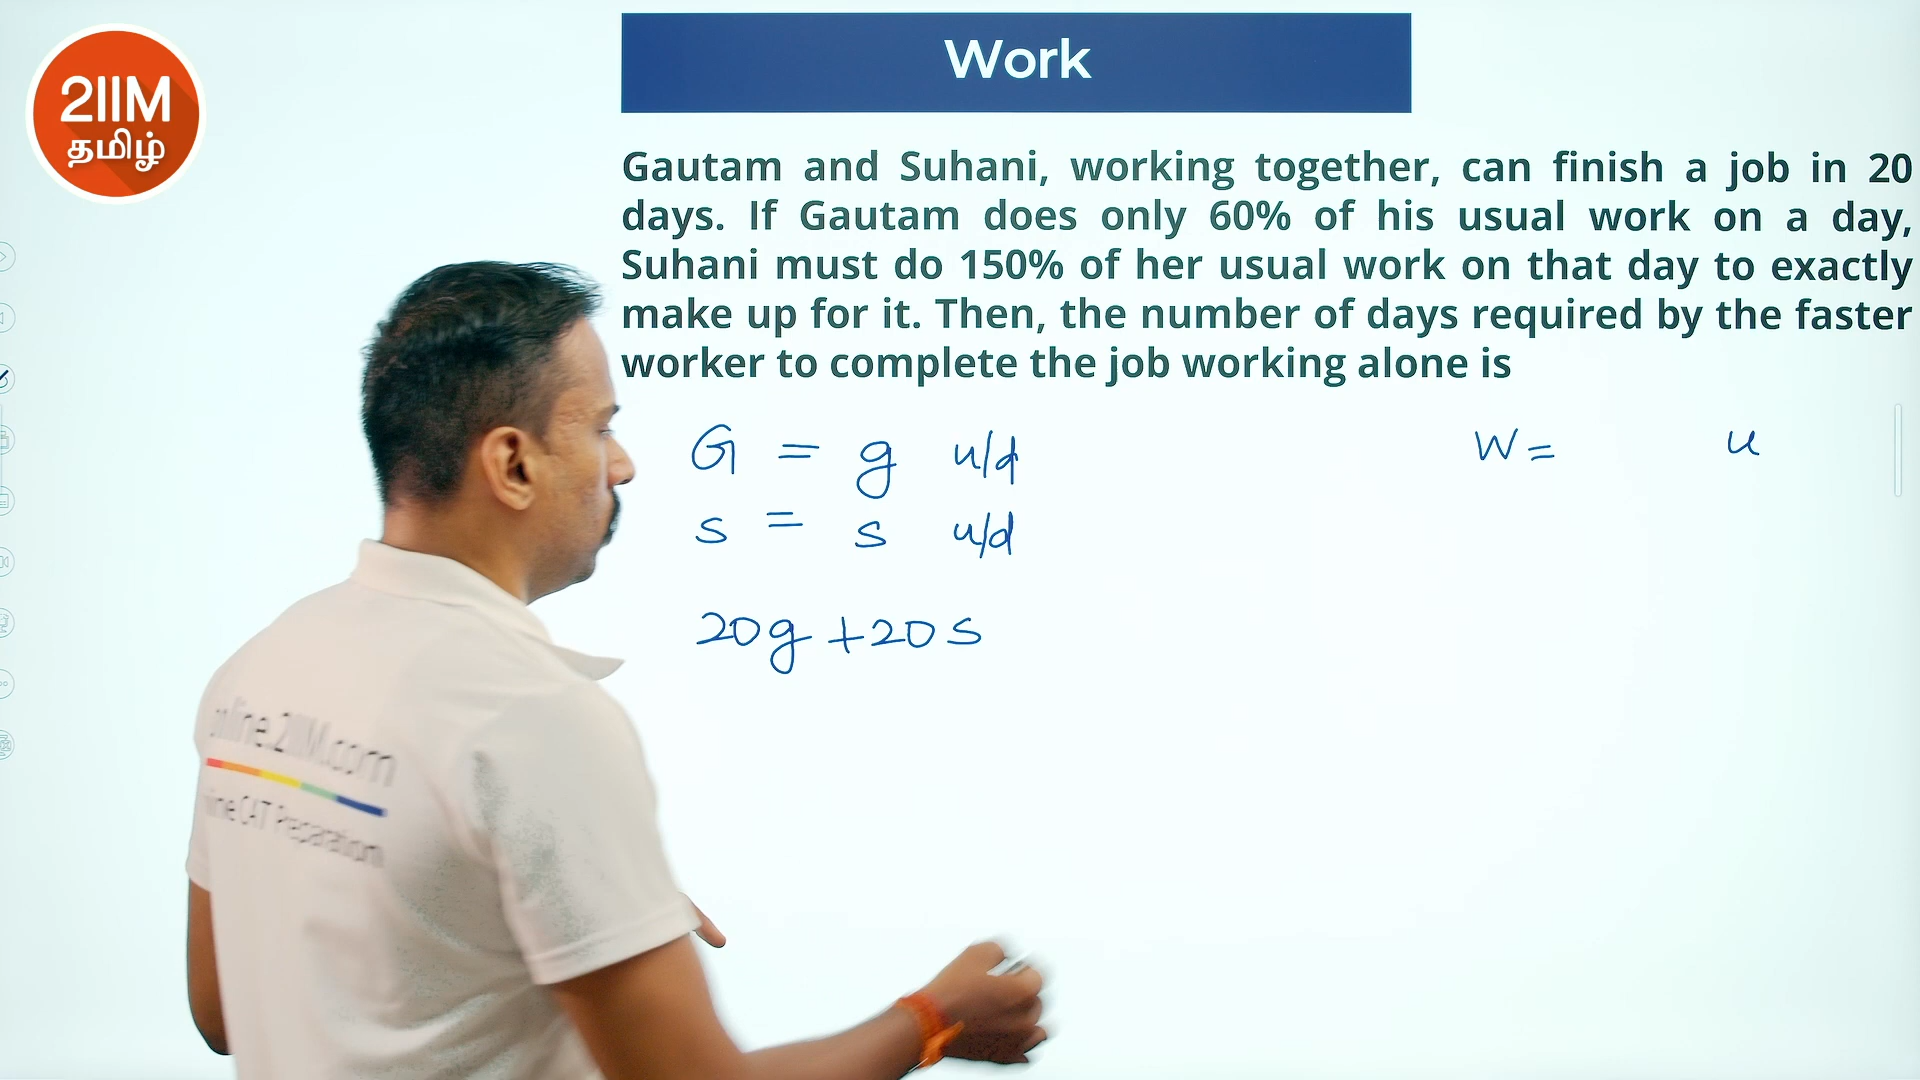 2IIM
தமிழ்
Work
Gautam and Suhani, working together, can finish a job in 20
days. If Gautam does only 60% of his usual work on a day,
Suhani must do 150% of her usual work on that day to exactly
make up for it. Then, the number of days required by the faster
worker to complete the job working alone is
G = g u/d
W = u
s = s u/d
20g + 20s
online.2IIM.com
CAT Preparation